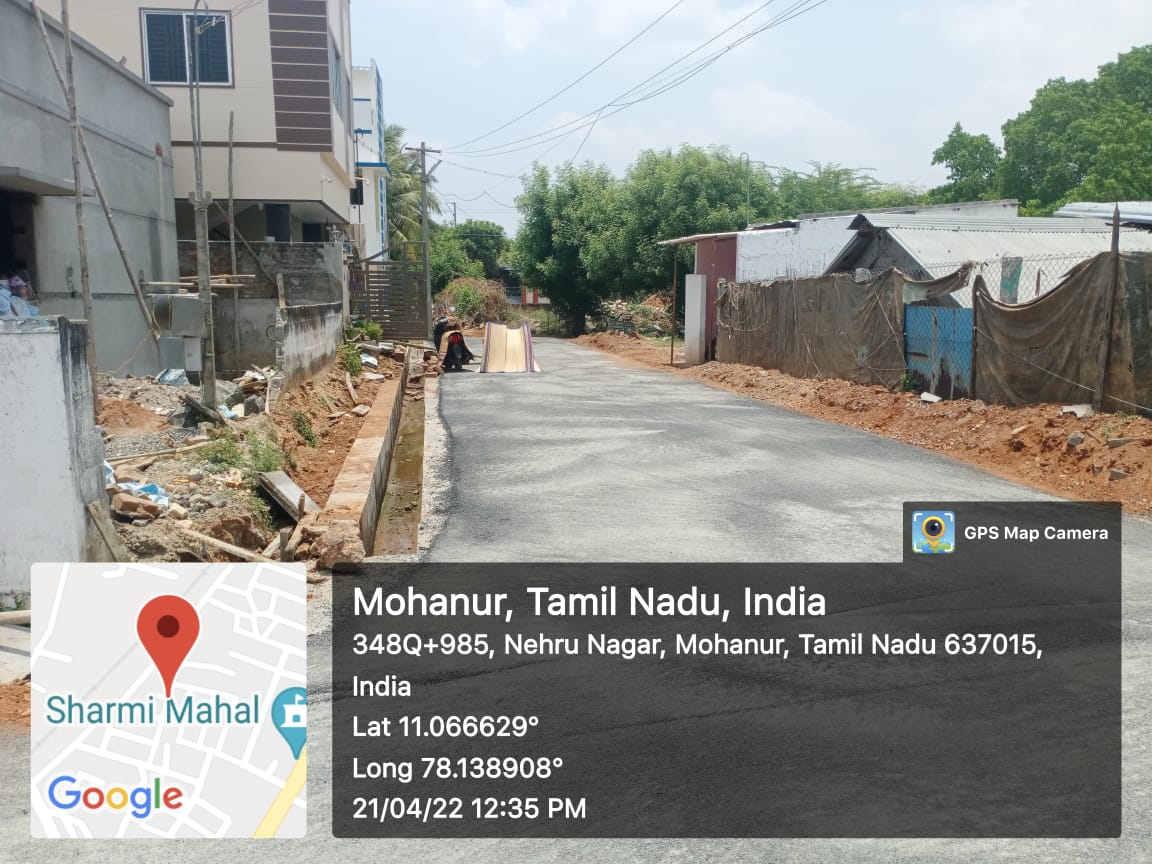 GPS Map Camera
Mohanur, Tamil Nadu, India
348Q+985, Nehru Nagar, Mohanur, Tamil Nadu 637015,
India
Lat 11.066629°
Long 78.138908°
21/04/22 12:35 PM
Sharmi Mahal
Google